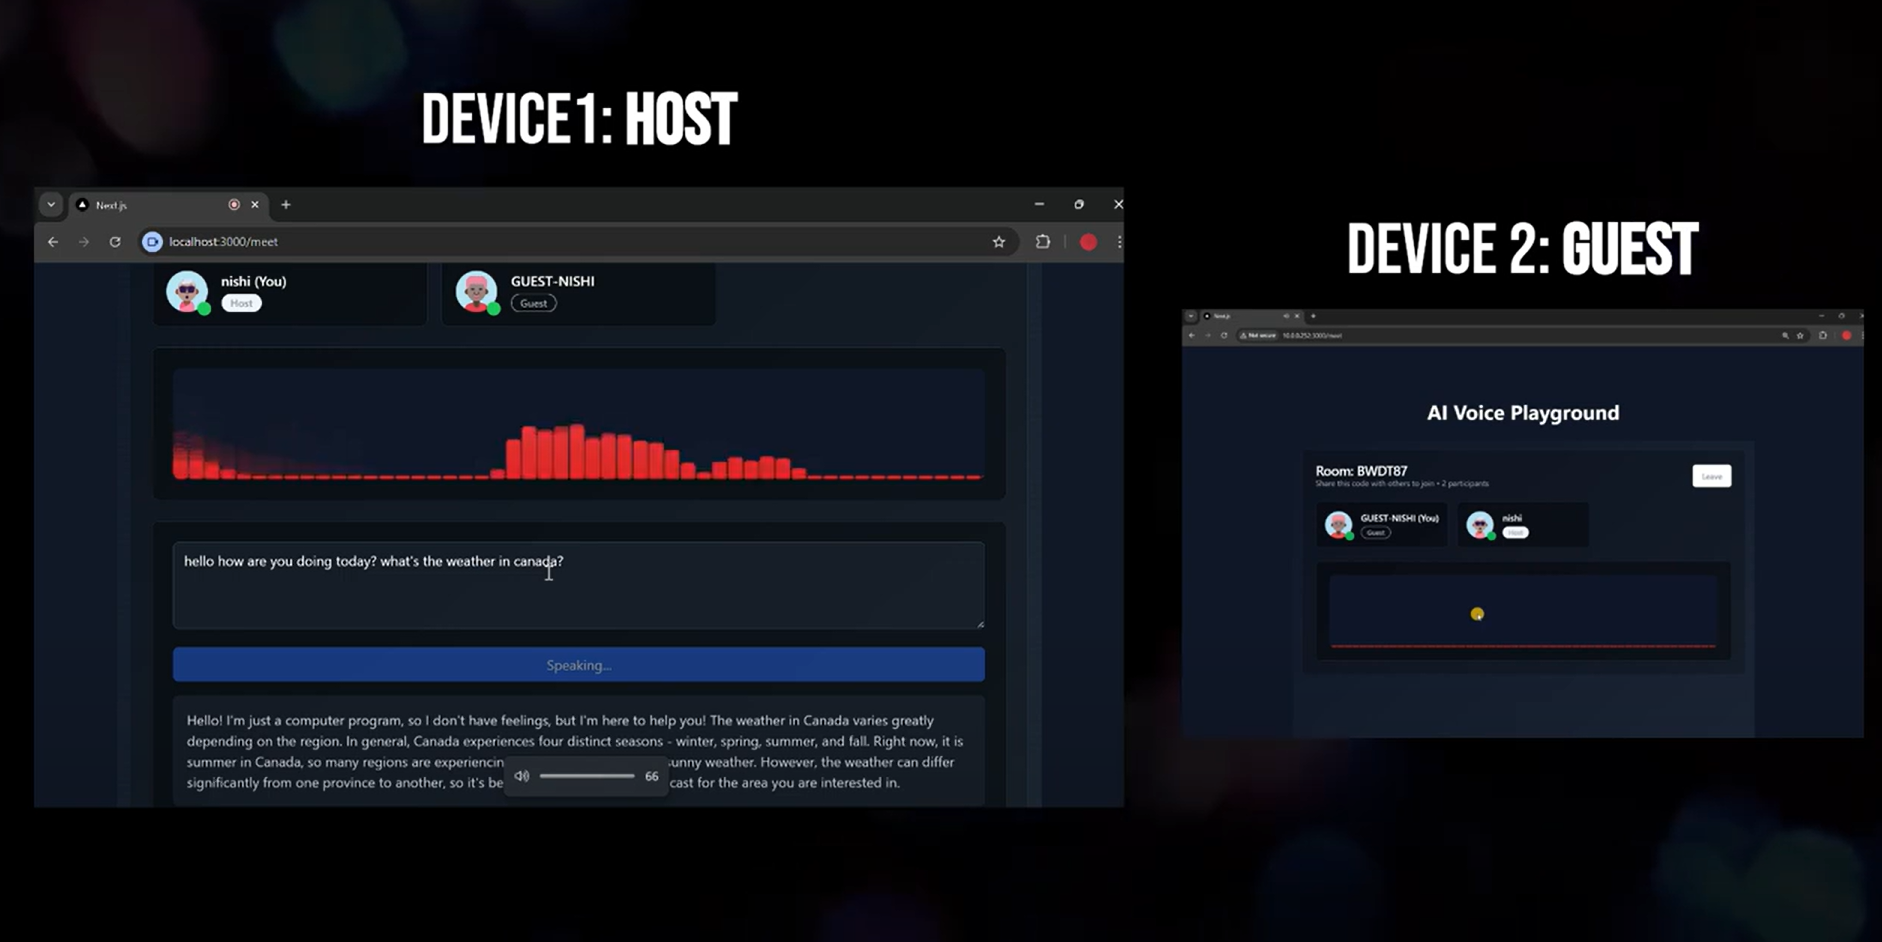 DEVICE1: HOST
Next.js
localhost:3000/meet
nishi (You)
Host
GUEST-NISHI
Guest
hello how are you doing today? what's the weather in canada?
Speaking...
Hello! I'm just a computer program, so I don't have feelings, but I'm here to help you! The weather in Canada varies greatly
depending on the region. In general, Canada experiences four distinct seasons - winter, spring, summer, and fall. Right now, it is
summer in Canada, so many regions are experiencin unny weather. However, the weather can differ
66
significantly from one province to another, so it's be cast for the area you are interested in.
DEVICE 2: GUEST
Next.js
Not secure
10.0.0.252:3000/meet
AI Voice Playground
Room: BWDT87
Share this code with others to join • 2 participants
Leave
GUEST-NISHI (You)
Guest
nishi
Host